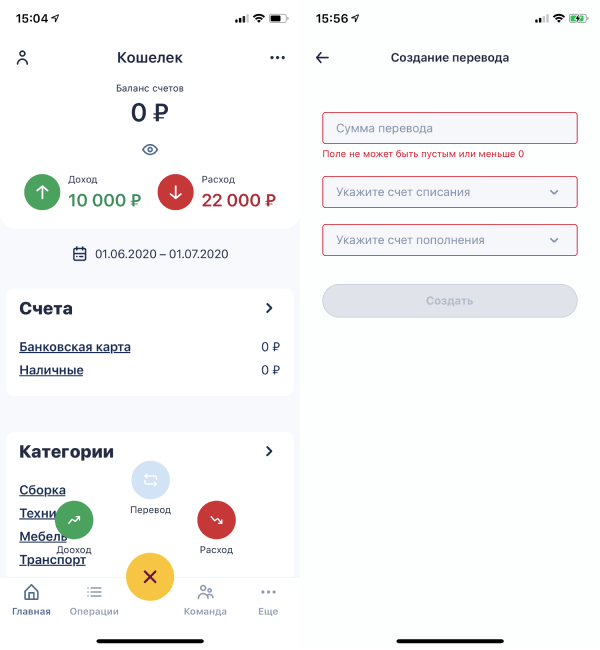 15:04
Кошелек
Баланс счетов
0 ₽
Доход
10 000 ₽
Расход
22 000 ₽
01.06.2020 – 01.07.2020
Счета
Банковская карта 0 ₽
Наличные 0 ₽
Категории
Сборка
Техни
Мебель
Транспорт
Перевод
Дооход
Расход
Главная
Операции
Команда
Еще
15:56
Создание перевода
Сумма перевода
Поле не может быть пустым или меньше 0
Укажите счет списания
Укажите счет пополнения
Создать